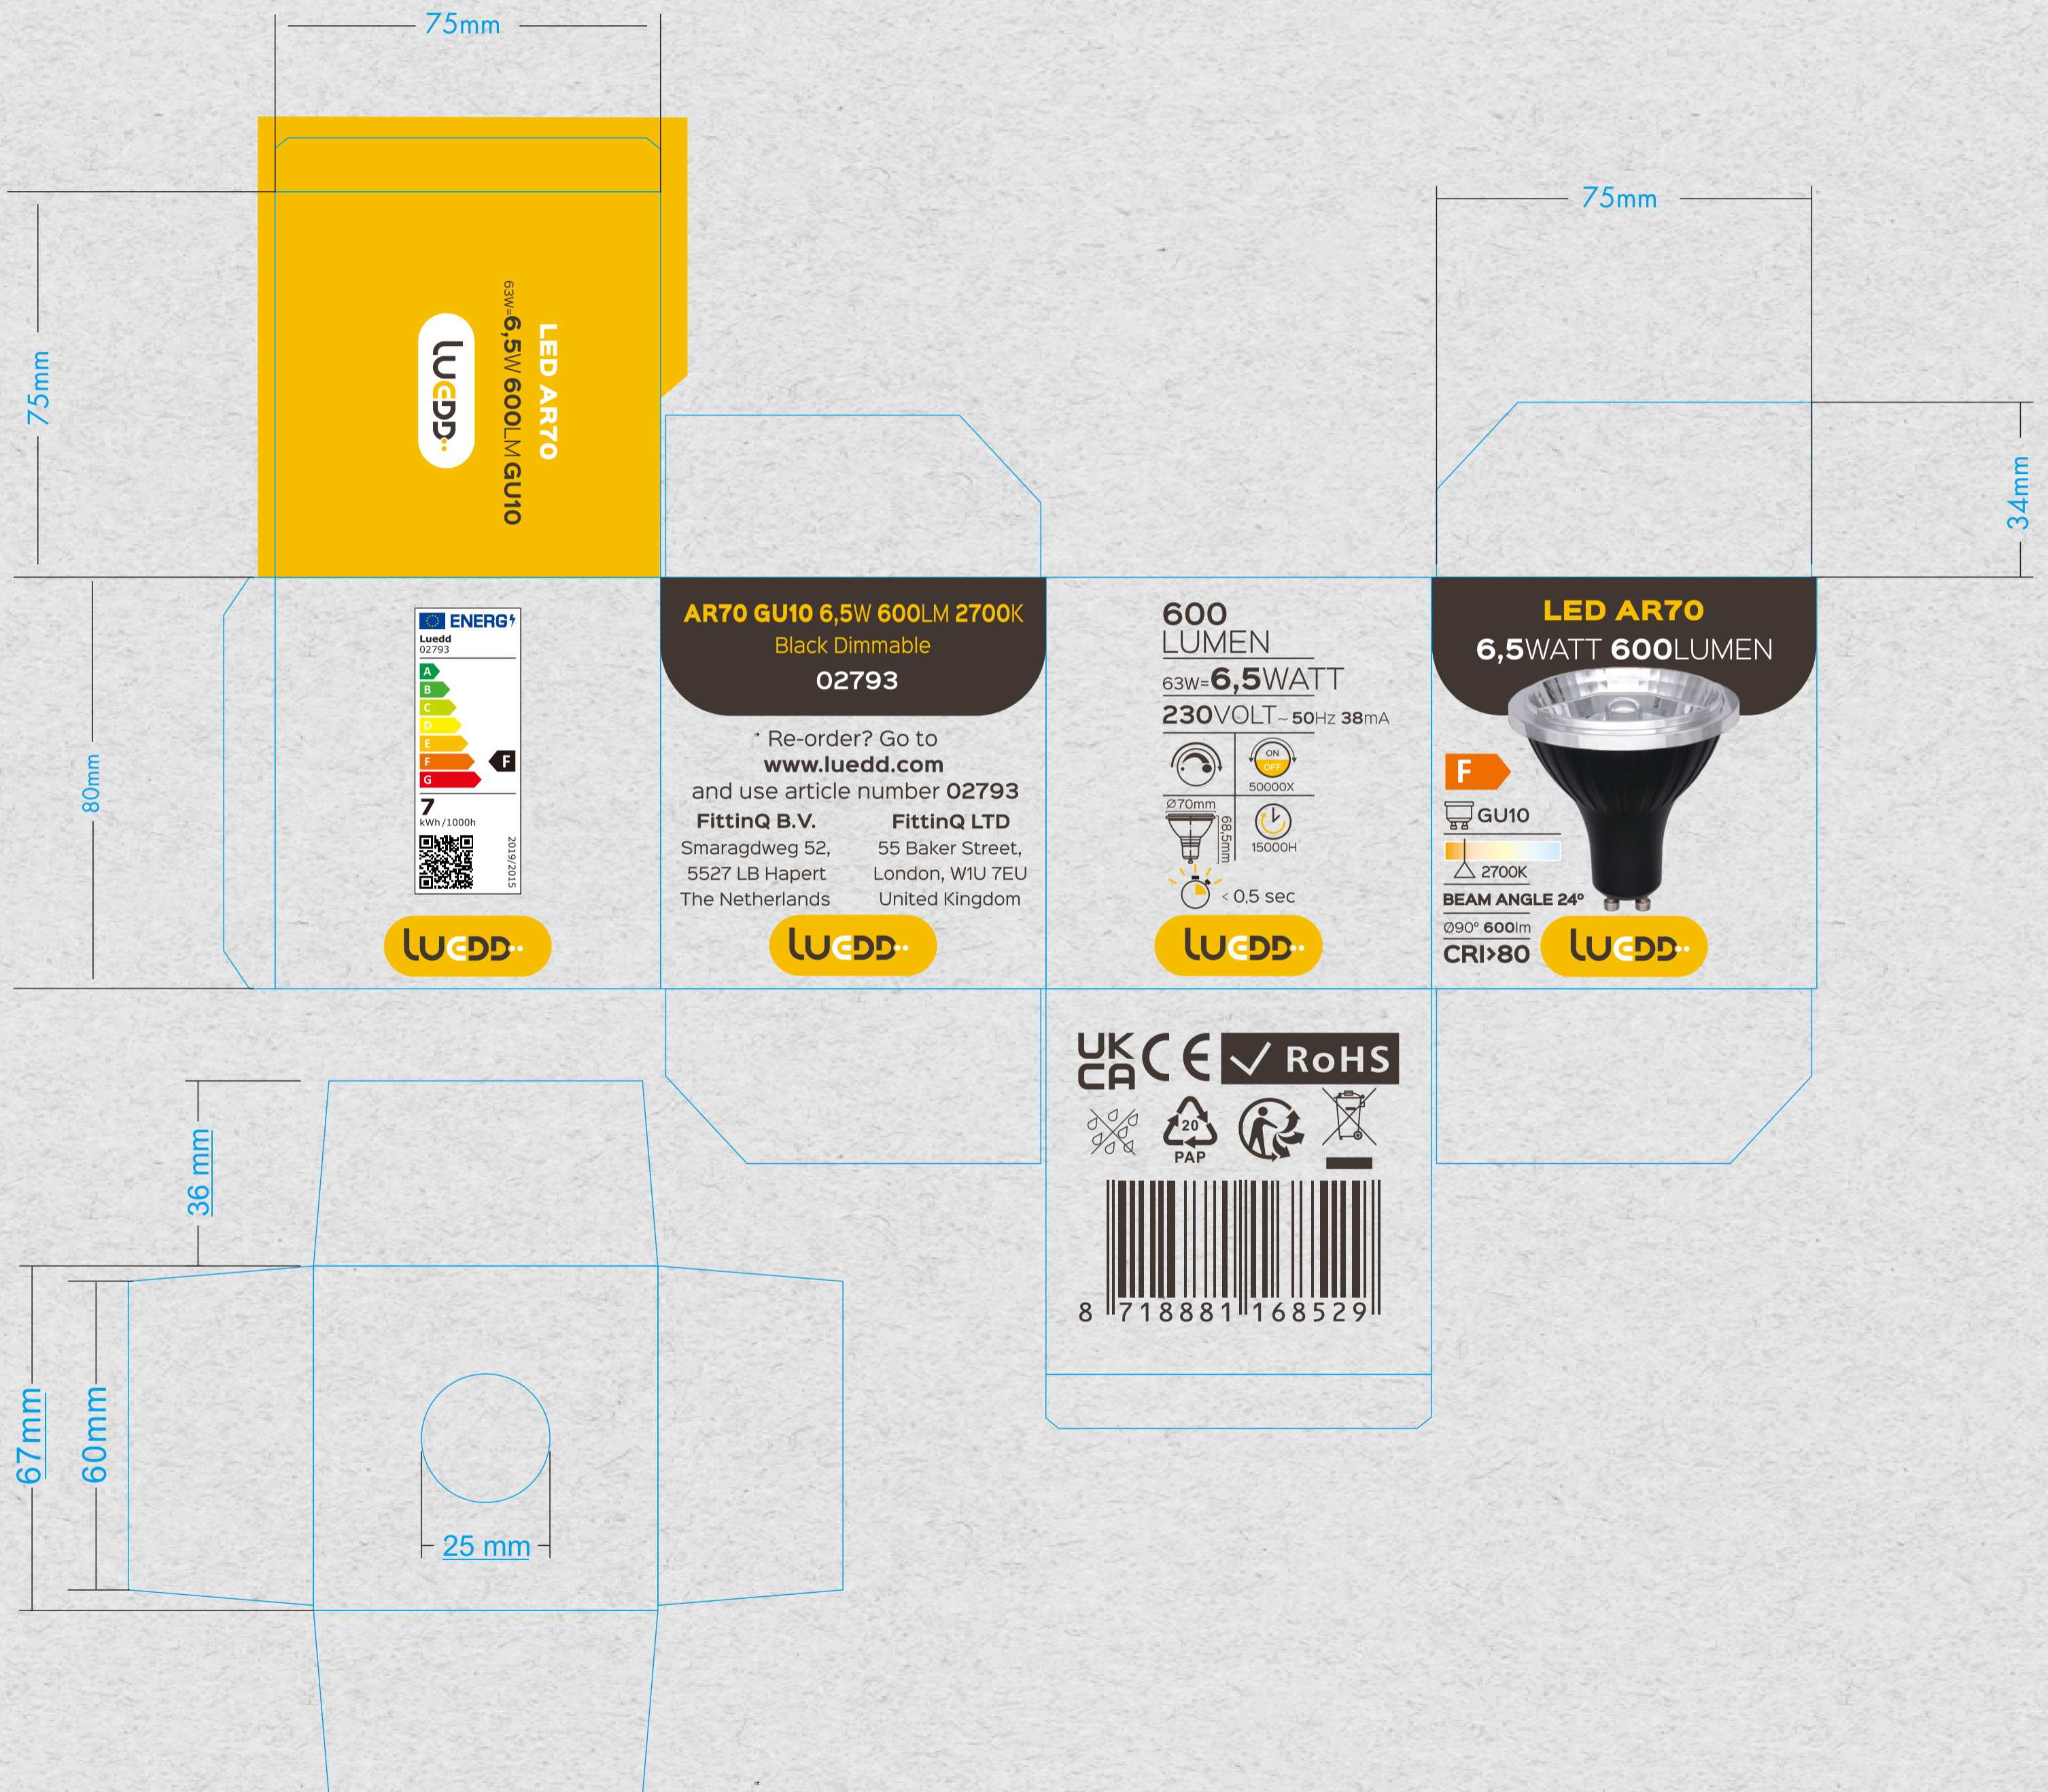 75mm
75mm
75mm
34mm
80mm
LED AR70
63W=6,5W 600LM GU10
LUEDD
ENERG
Luedd
02793
A
B
C
D
E
F
G
F
7
kWh/1000h
2019/2015
LUEDD
AR70 GU10 6,5W 600LM 2700K
Black Dimmable
02793
Re-order? Go to
www.luedd.com
and use article number 02793
FittinQ B.V.
Smaragdweg 52,
5527 LB Hapert
The Netherlands
FittinQ LTD
55 Baker Street,
London, W1U 7EU
United Kingdom
LUEDD
600
LUMEN
63W=6,5WATT
230VOLT~ 50Hz 38mA
ON
OFF
50000X
Ø70mm
68,5mm
15000H
< 0,5 sec
LUEDD
LED AR70
6,5WATT 600LUMEN
F
GU10
2700K
BEAM ANGLE 24º
Ø90° 600lm
CRI>80
LUEDD
UK
CA
CE
RoHS
20
PAP
8 718881 168529
36 mm
67mm
60mm
25 mm